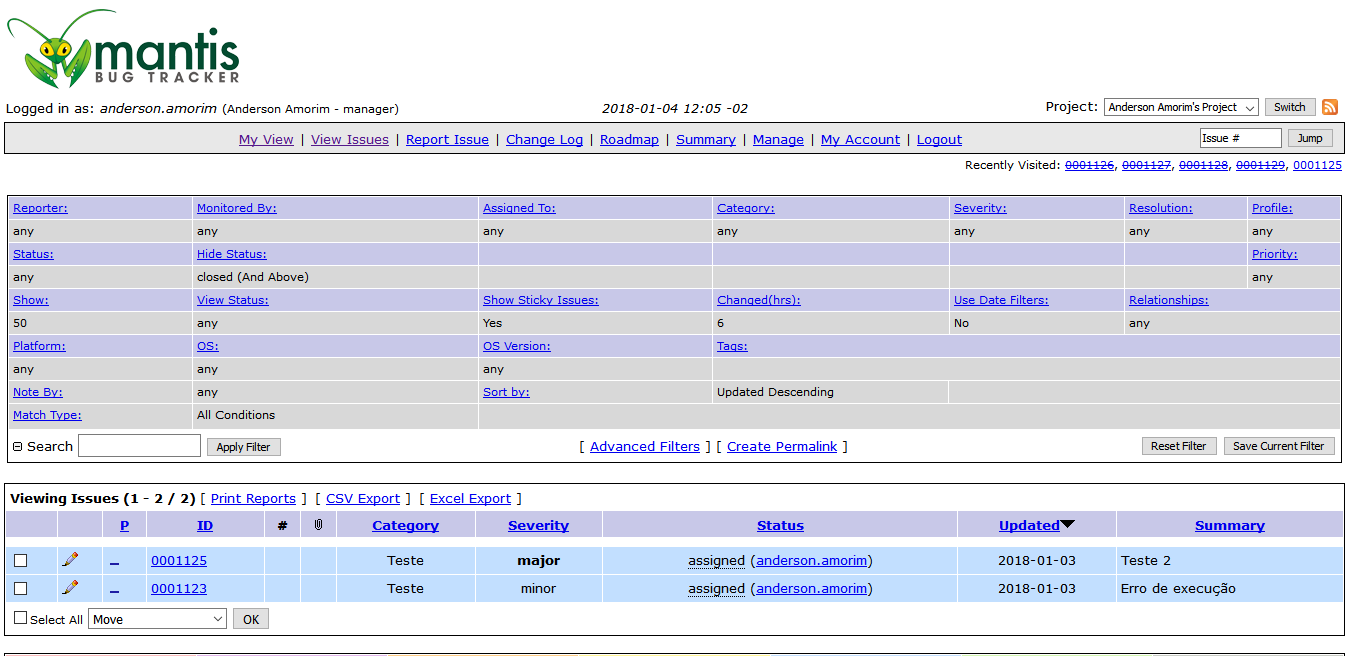 mantis
BUG TRACKER
Logged in as: anderson.amorim (Anderson Amorim - manager) 2018-01-04 12:05 -02 Project: Anderson Amorim's Project Switch
My View | View Issues | Report Issue | Change Log | Roadmap | Summary | Manage | My Account | Logout Issue # Jump
Recently Visited: 0001126, 0001127, 0001128, 0001129, 0001125
Reporter: Monitored By: Assigned To: Category: Severity: Resolution: Profile:
any any any any any any any
Status: Hide Status: Priority:
any closed (And Above) any
Show: View Status: Show Sticky Issues: Changed(hrs): Use Date Filters: Relationships:
50 any Yes 6 No any
Platform: OS: OS Version: Tags:
any any any
Note By: any Sort by: Updated Descending
Match Type: All Conditions
Search Apply Filter [ Advanced Filters ] [ Create Permalink ] Reset Filter Save Current Filter
Viewing Issues (1 - 2 / 2) [ Print Reports ] [ CSV Export ] [ Excel Export ]
P ID # Category Severity Status Updated Summary
0001125 Teste major assigned (anderson.amorim) 2018-01-03 Teste 2
0001123 Teste minor assigned (anderson.amorim) 2018-01-03 Erro de execução
Select All Move OK